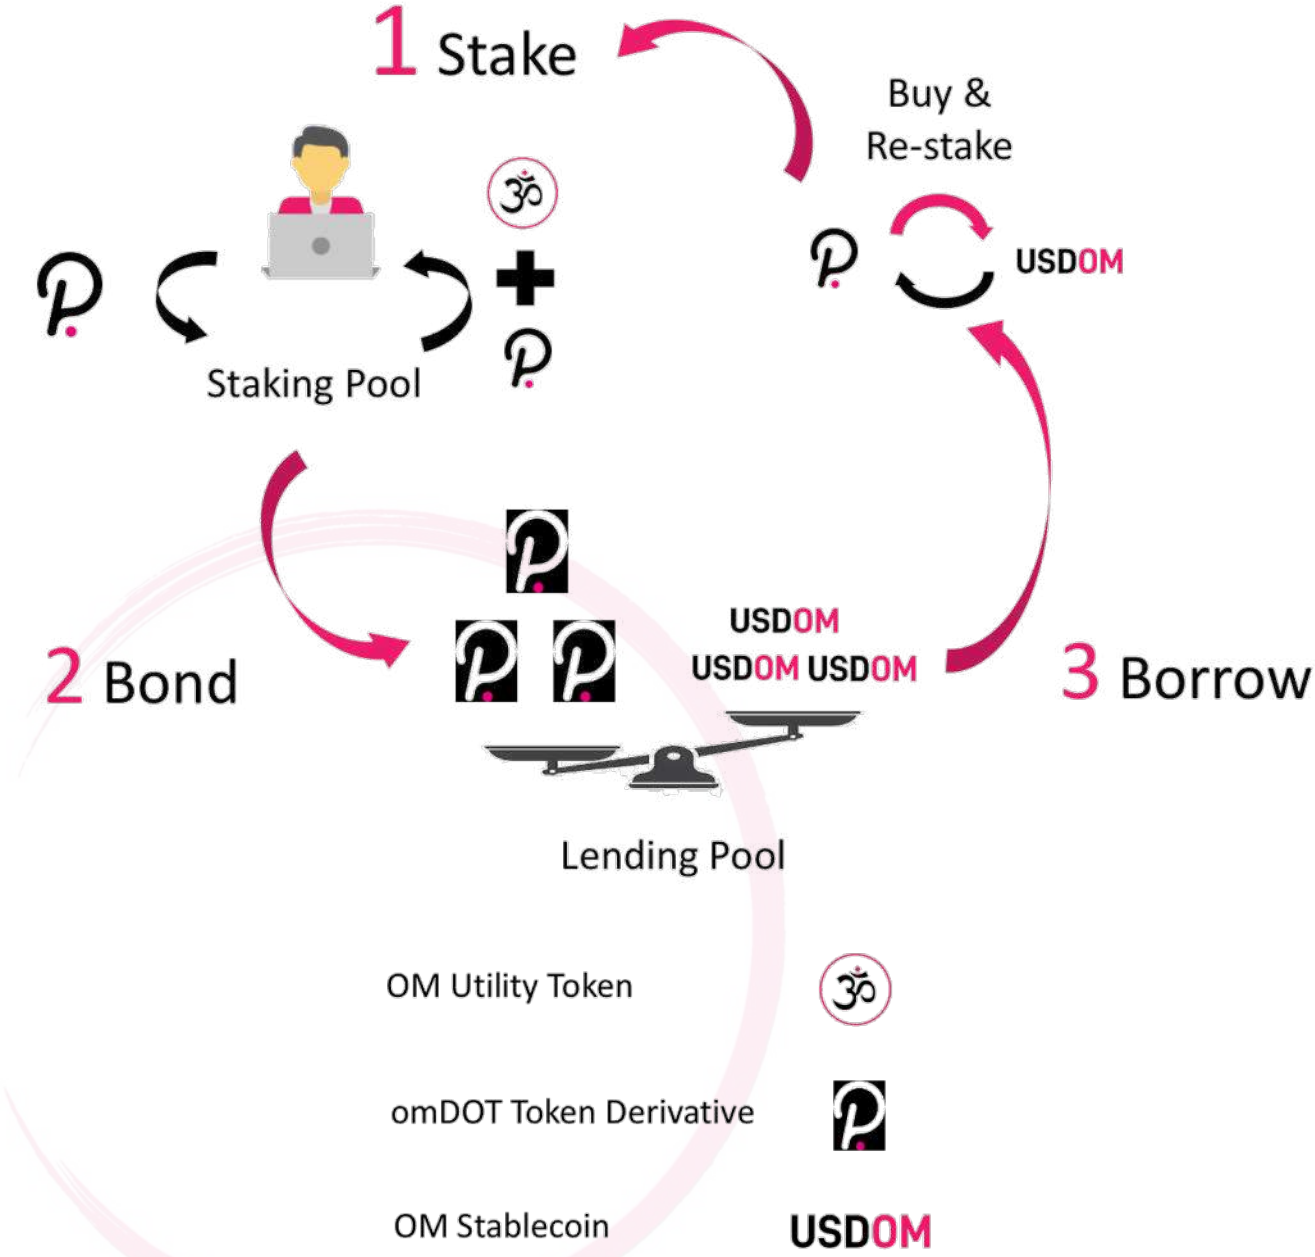 1 Stake
Buy &
Re-stake
ॐ
USDOM
Staking Pool
2 Bond
USDOM
USDOM USDOM
3 Borrow
Lending Pool
OM Utility Token
ॐ
omDOT Token Derivative
OM Stablecoin
USDOM